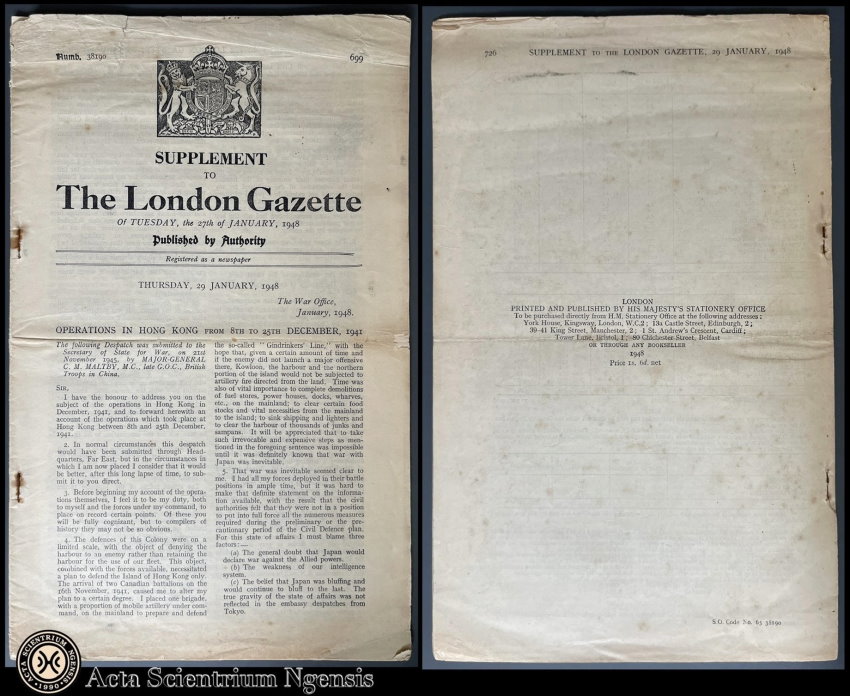 Numb. 38190
699
SUPPLEMENT
TO
The London Gazette
Of TUESDAY, the 27th of JANUARY, 1948
Published by Authority
Registered as a newspaper
THURSDAY, 29 JANUARY, 1948
The War Office,
January, 1948.
OPERATIONS IN HONG KONG FROM 8TH TO 25TH DECEMBER, 1941
The following Despatch was submitted to the
Secretary of State for War, on 21st
November 1945, by MAJOR-GENERAL
C. M. MALTBY, M.C., late G.O.C., British
Troops in China.
SIR,
I have the honour to address you on the
subject of the operations in Hong Kong in
December, 1941, and to forward herewith an
account of the operations which took place at
Hong Kong between 8th and 25th December,
1941.
2. In normal circumstances this despatch
would have been submitted through Head-
quarters, Far East, but in the circumstances in
which I am now placed I consider that it would
be better, after this long lapse of time, to sub-
mit it to you direct.
3. Before beginning my account of the opera-
tions themselves, I feel it to be my duty, both
to myself and the forces under my command, to
place on record certain points. Of these you
will be fully cognizant, but to compilers of
history they may not be so obvious.
4. The defences of this Colony were on a
limited scale, with the object of denying the
harbour to an enemy rather than retaining the
harbour for the use of our fleet. This object,
combined with the forces available, necessitated
a plan to defend the Island of Hong Kong only.
The arrival of two Canadian battalions on the
16th November, 1941, caused me to alter my
plan to a certain degree. I placed one brigade,
with a proportion of mobile artillery under com-
mand, on the mainland to prepare and defend
the so-called "Gindrinkers' Line," with the
hope that, given a certain amount of time and
if the enemy did not launch a major offensive
there, Kowloon, the harbour and the northern
portion of the island would not be subjected to
artillery fire directed from the land. Time was
also of vital importance to complete demolitions
of fuel stores, power houses, docks, wharves,
etc., on the mainland; to clear certain food
stocks and vital necessities from the mainland
to the island; to sink shipping and lighters and
to clear the harbour of thousands of junks and
sampans. It will be appreciated that to take
such irrevocable and expensive steps as men-
tioned in the foregoing sentence was impossible
until it was definitely known that war with
Japan was inevitable.
5. That war was inevitable seemed clear to
me. I had all my forces deployed in their battle
positions in ample time, but it was hard to
make that definite statement on the informa-
tion available, with the result that the civil
authorities felt that they were not in a position
to put into full force all the numerous measures
required during the preliminary or the pre-
cautionary period of the Civil Defence plan.
For this state of affairs I must blame three
factors:—
(a) The general doubt that Japan would
declare war against the Allied powers.
(b) The weakness of our intelligence
system.
(c) The belief that Japan was bluffing and
would continue to bluff to the last. The
true gravity of the state of affairs was not
reflected in the embassy despatches from
Tokyo.
726 SUPPLEMENT TO THE LONDON GAZETTE, 29 JANUARY, 1948
LONDON
PRINTED AND PUBLISHED BY HIS MAJESTY'S STATIONERY OFFICE
To be purchased directly from H.M. Stationery Office at the following addresses:
York House, Kingsway, London, W.C.2; 13a Castle Street, Edinburgh, 2;
39-41 King Street, Manchester, 2; 1 St. Andrew's Crescent, Cardiff;
Tower Lane, Bristol, 1; 80 Chichester Street, Belfast
OR THROUGH ANY BOOKSELLER
1948
Price 1s. 6d. net
S.O. Code No. 65 38190
ACTA SCIENTRIUM NGENSIS
1990
Acta Scientrium Ngensis